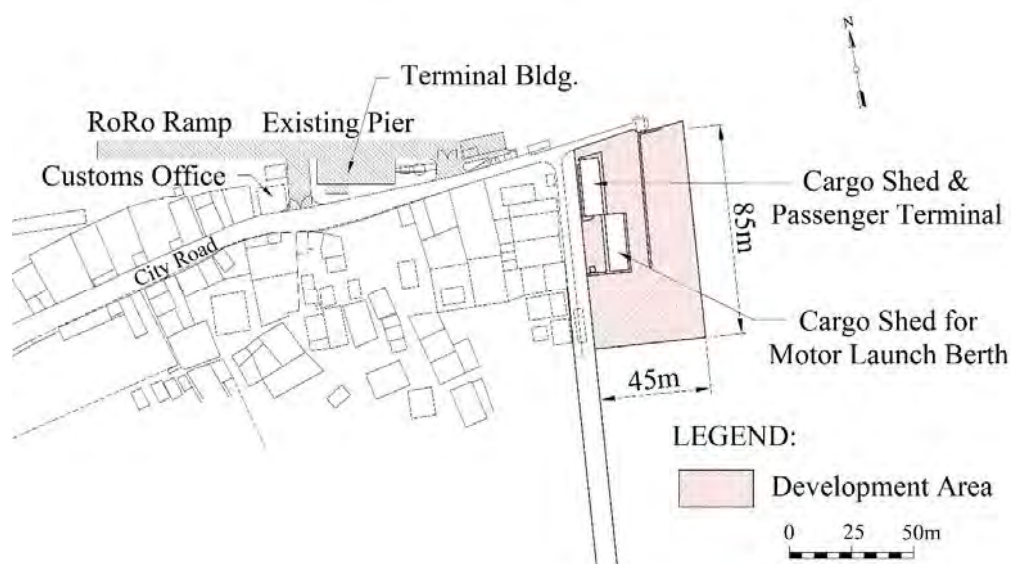 N
Terminal Bldg.
RoRo Ramp
Existing Pier
Customs Office
City Road
Cargo Shed &
Passenger Terminal
85m
Cargo Shed for
Motor Launch Berth
45m
LEGEND:
Development Area
0 25 50m